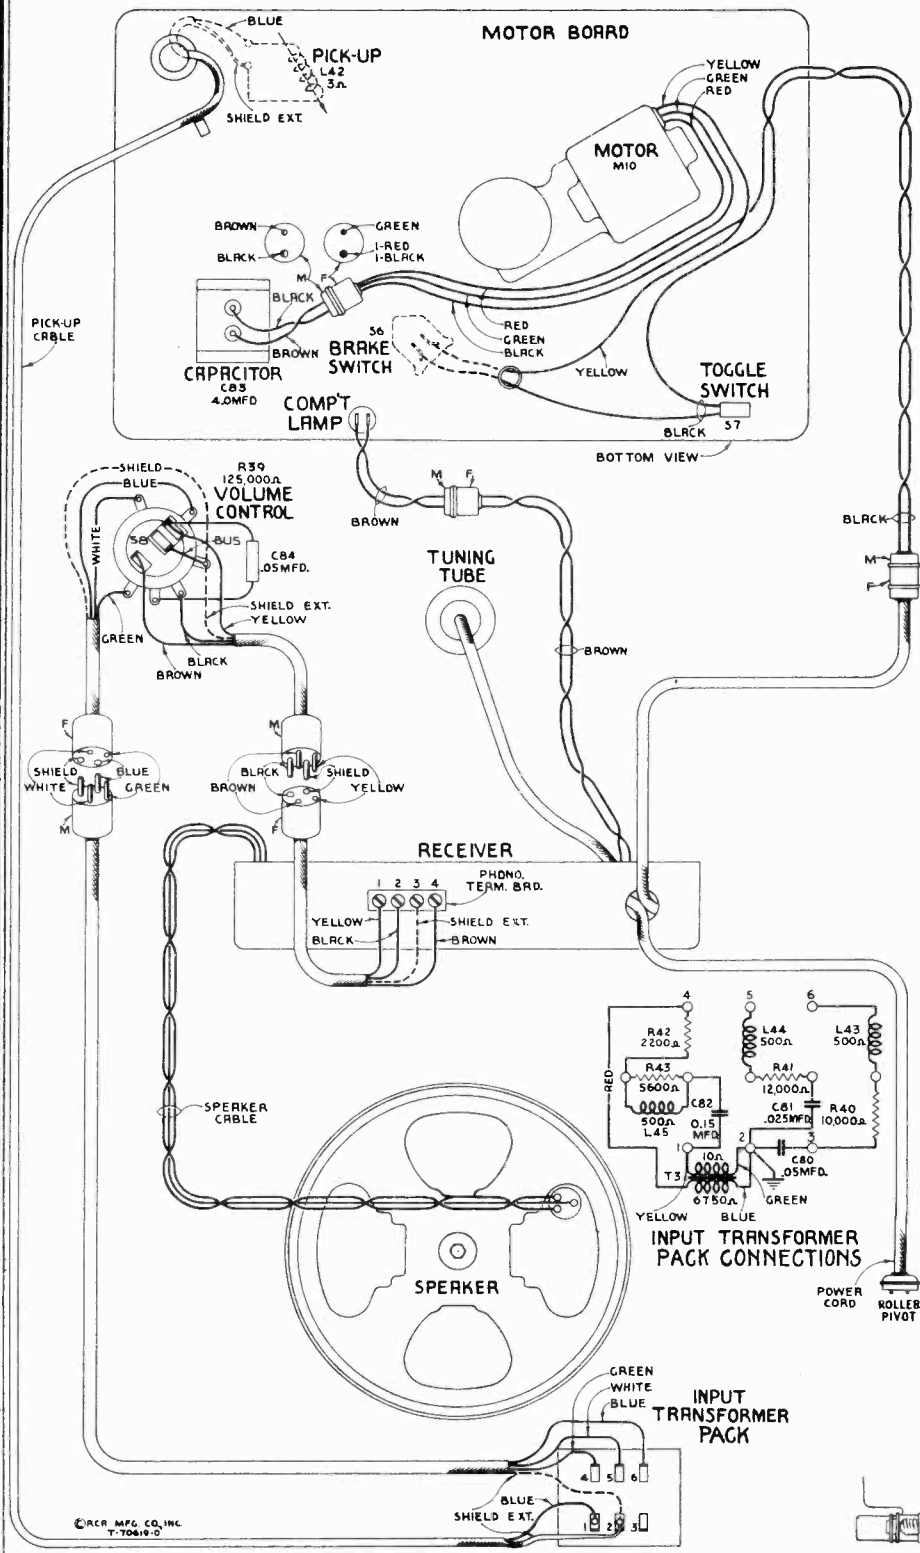 MOTOR BOARD
BLUE
PICK-UP
L42
3Ω
SHIELD EXT.
YELLOW
GREEN
RED
MOTOR
M10
BROWN
BLACK
GREEN
1-RED
1-BLACK
M
F
BLACK
BROWN
CAPACITOR
C83
4.0MFD
PICK-UP
CABLE
S6
BRAKE
SWITCH
RED
GREEN
BLACK
YELLOW
TOGGLE
SWITCH
S7
BLACK
BOTTOM VIEW
COMP'T
LAMP
M
F
BROWN
SHIELD
BLUE
R39
125,000Ω
VOLUME
CONTROL
WHITE
S8
BUS
C84
.05MFD.
SHIELD EXT.
YELLOW
GREEN
BLACK
BROWN
TUNING
TUBE
BROWN
BLACK
M
F
F
SHIELD
WHITE
BLUE
GREEN
M
M
BLACK
BROWN
SHIELD
YELLOW
F
RECEIVER
PHONO.
TERM. BRD.
1 2 3 4
YELLOW
BLACK
SHIELD EXT.
BROWN
SPEAKER
CABLE
SPEAKER
4
5
6
RED
R42
2200Ω
R43
5600Ω
500Ω
L45
C82
0.15
MFD.
L44
500Ω
L43
500Ω
R41
12,000Ω
C81
.025MFD.
R40
10,000Ω
1
2
3
10Ω
T3
6750Ω
C80
.05MFD.
GREEN
YELLOW
BLUE
INPUT TRANSFORMER
PACK CONNECTIONS
POWER
CORD
ROLLER
PIVOT
GREEN
WHITE
BLUE
INPUT
TRANSFORMER
PACK
4 5 6
BLUE
SHIELD EXT.
1 2 3
©RCA MFG. CO. INC.
T-70619-0